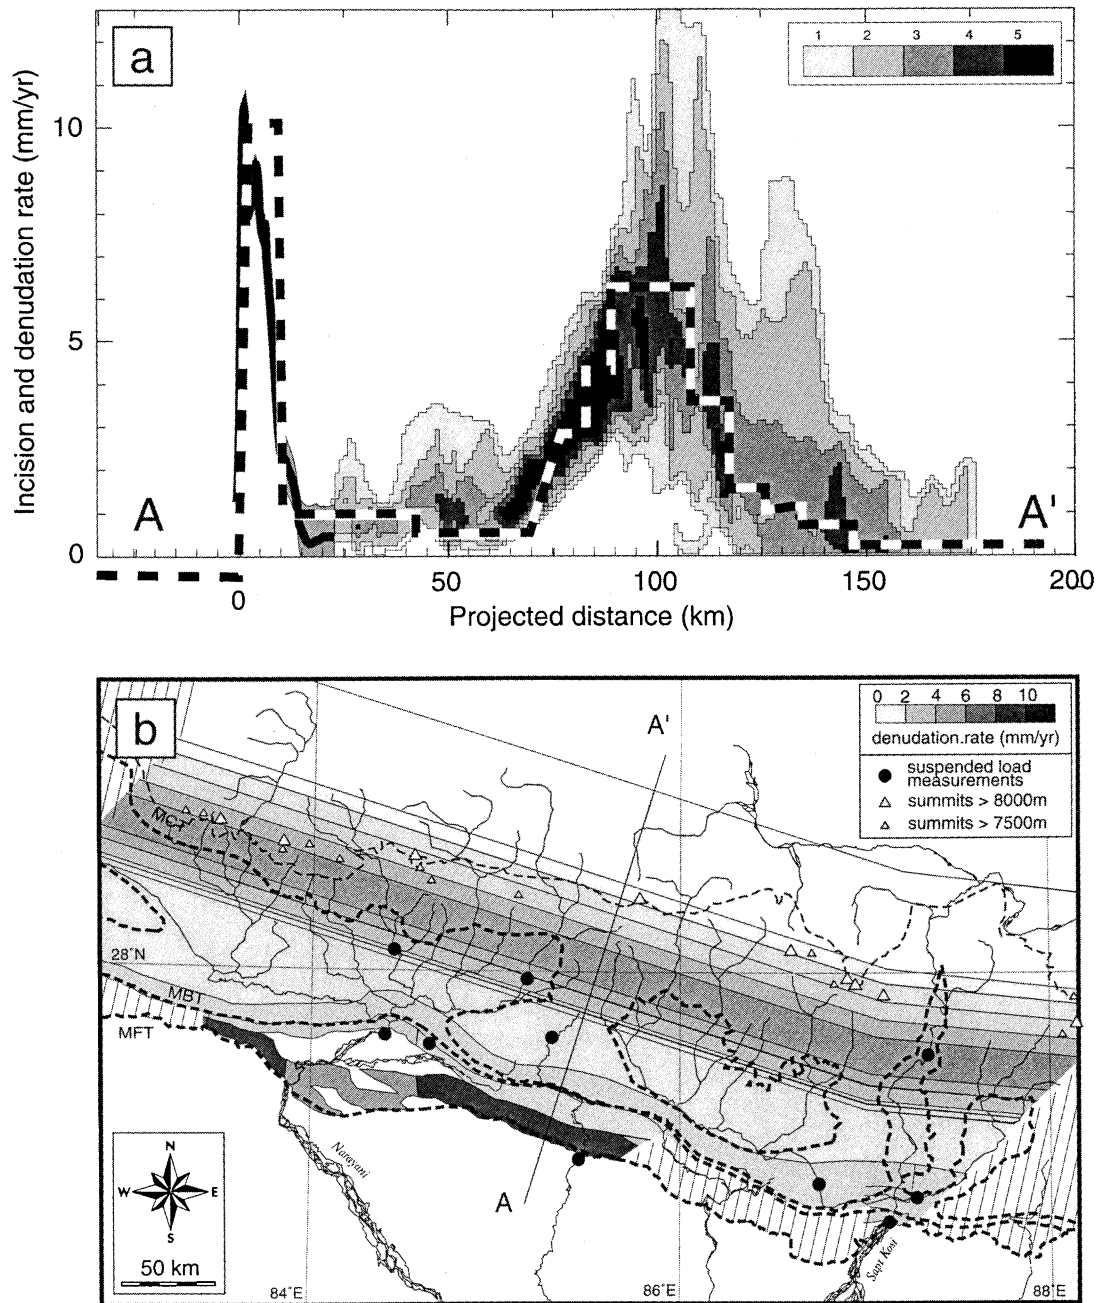 a
1 2 3 4 5
Incision and denudation rate (mm/yr)
10
5
0
A
A'
0
50
100
150
200
Projected distance (km)
b
A'
0 2 4 6 8 10
denudation.rate (mm/yr)
suspended load
measurements
summits > 8000m
summits > 7500m
MCT
28°N
MBT
MFT
A
Narayani
Sapt Kosi
N
W E
S
50 km
84°E
86°E
88°E